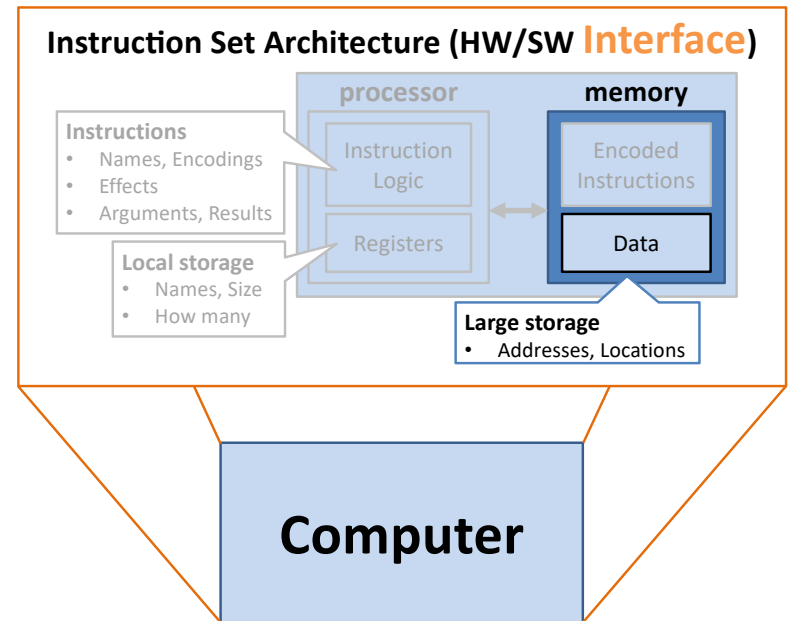 Instruction Set Architecture (HW/SW Interface)
processor
memory
Instructions
• Names, Encodings
• Effects
• Arguments, Results
Instruction
Logic
Encoded
Instructions
Local storage
• Names, Size
• How many
Registers
Data
Large storage
• Addresses, Locations
Computer